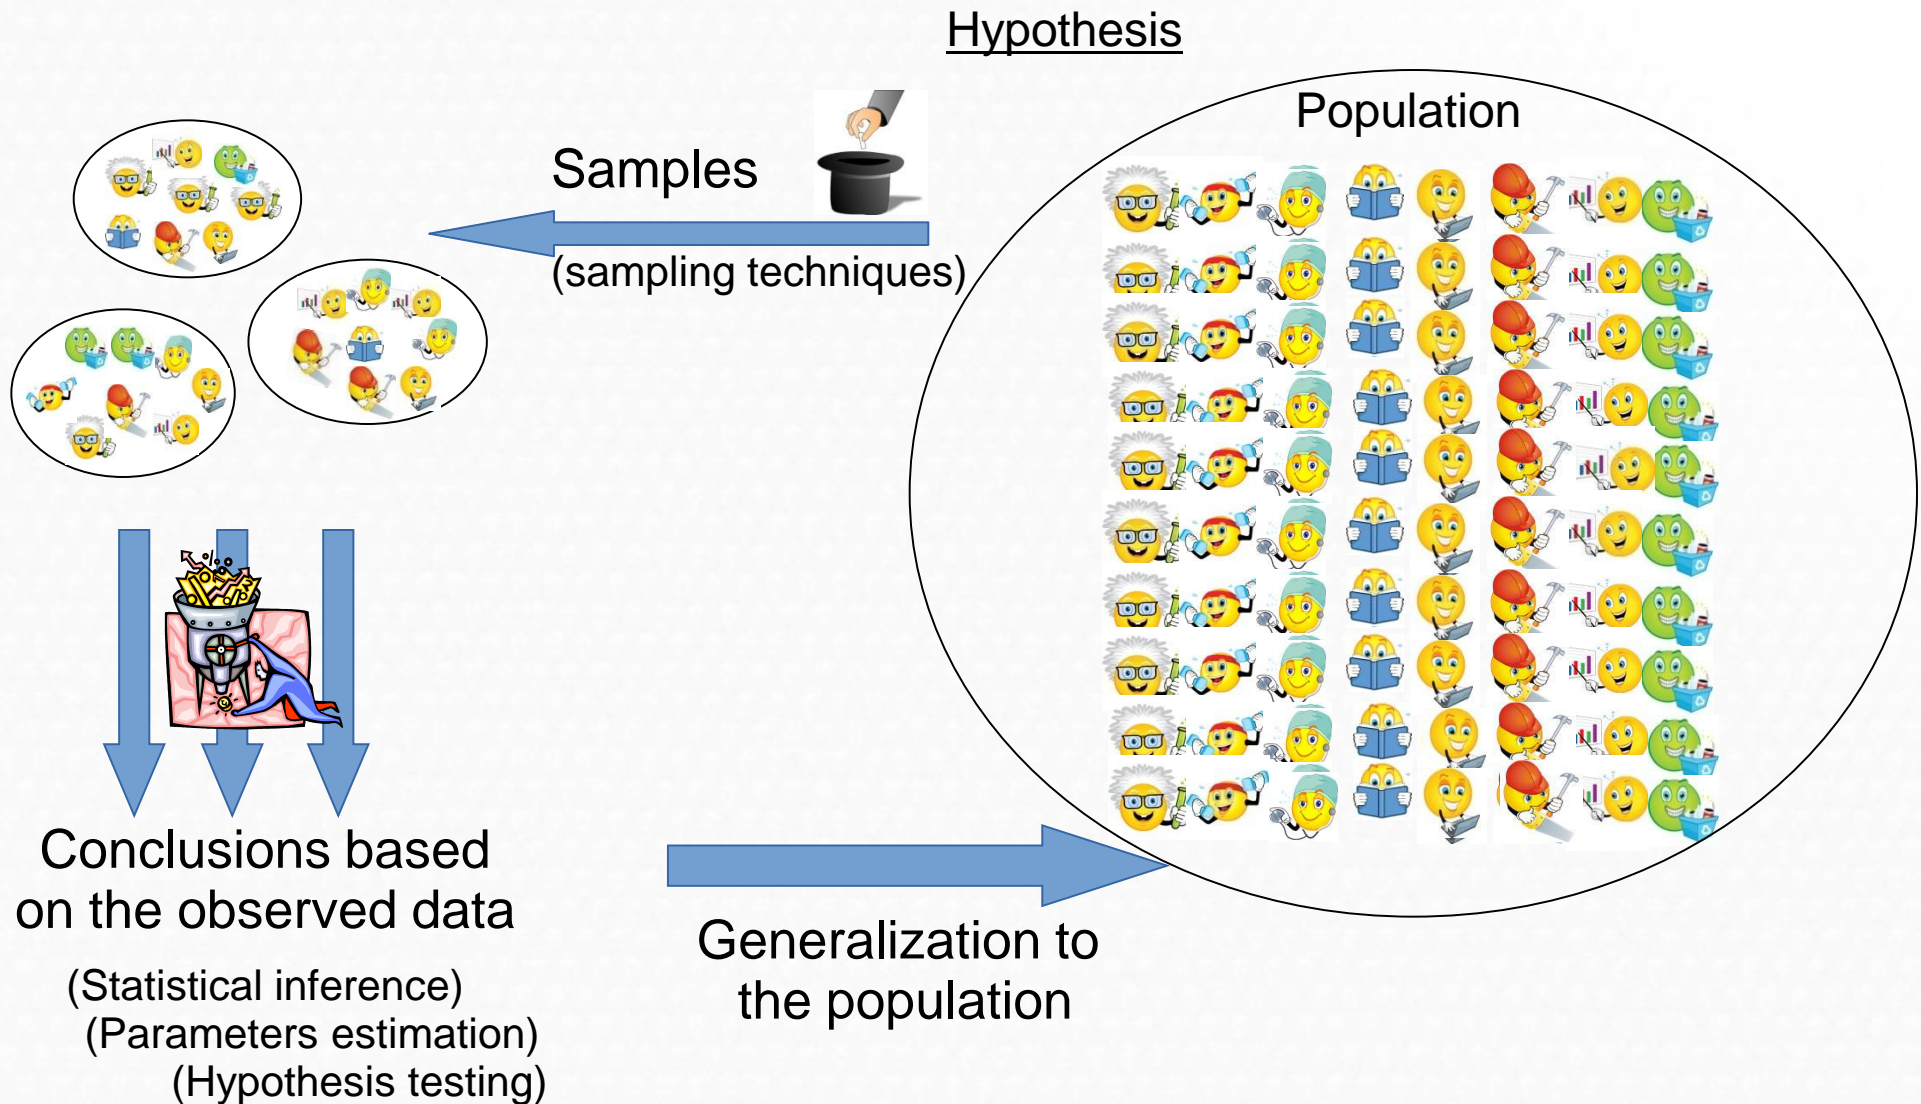 Hypothesis
Population
Samples
(sampling techniques)
Conclusions based
on the observed data
(Statistical inference)
(Parameters estimation)
(Hypothesis testing)
Generalization to
the population